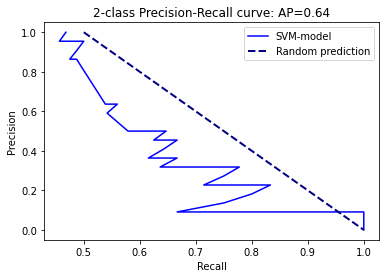 2-class Precision-Recall curve: AP=0.64
1.0
0.8
0.6
0.4
0.2
0.0
Precision
SVM-model
Random prediction
0.5
0.6
0.7
0.8
0.9
1.0
Recall